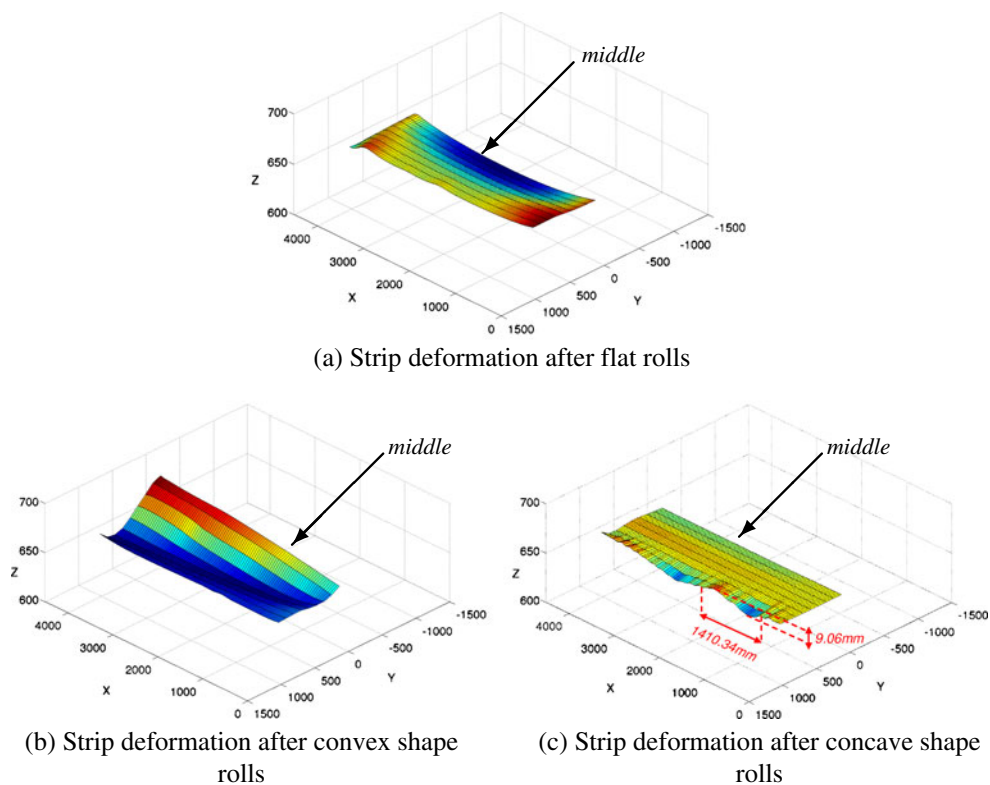 middle
700
650
Z
600
4000
3000
X
2000
1000
0
1500
1000
500
0
Y
-500
-1000
-1500
(a) Strip deformation after flat rolls
middle
700
650
Z
600
4000
3000
X
2000
1000
0
1500
1000
500
0
Y
-500
-1000
-1500
(b) Strip deformation after convex shape
rolls
middle
700
650
Z
600
4000
3000
X
2000
1000
0
1500
1000
500
0
Y
-500
-1000
-1500
1410.34mm
9.06mm
(c) Strip deformation after concave shape
rolls